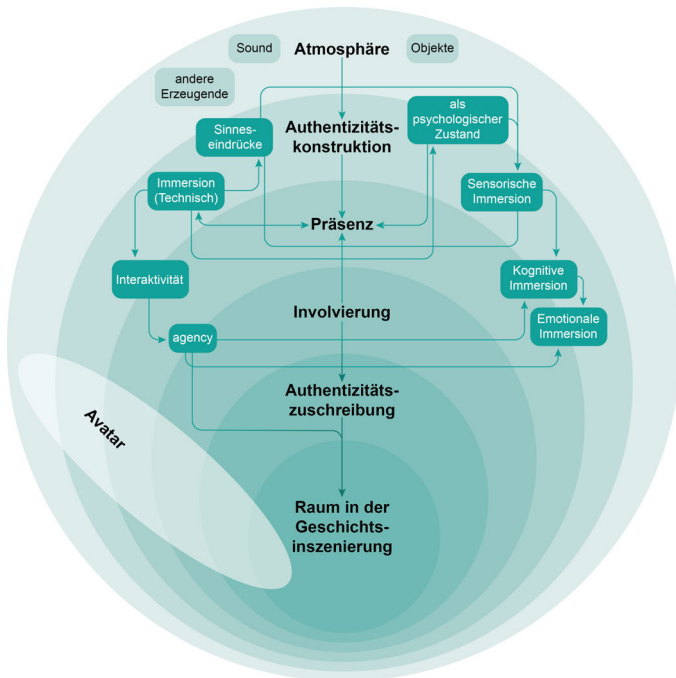 Sound
Atmosphäre
Objekte
andere
Erzeugende
als
psychologischer
Zustand
Sinnes-
eindrücke
Authentizitäts-
konstruktion
Immersion
(Technisch)
Sensorische
Immersion
Präsenz
Interaktivität
Kognitive
Immersion
Involvierung
Emotionale
Immersion
agency
Authentizitäts-
zuschreibung
Avatar
Raum in der
Geschichts-
inszenierung